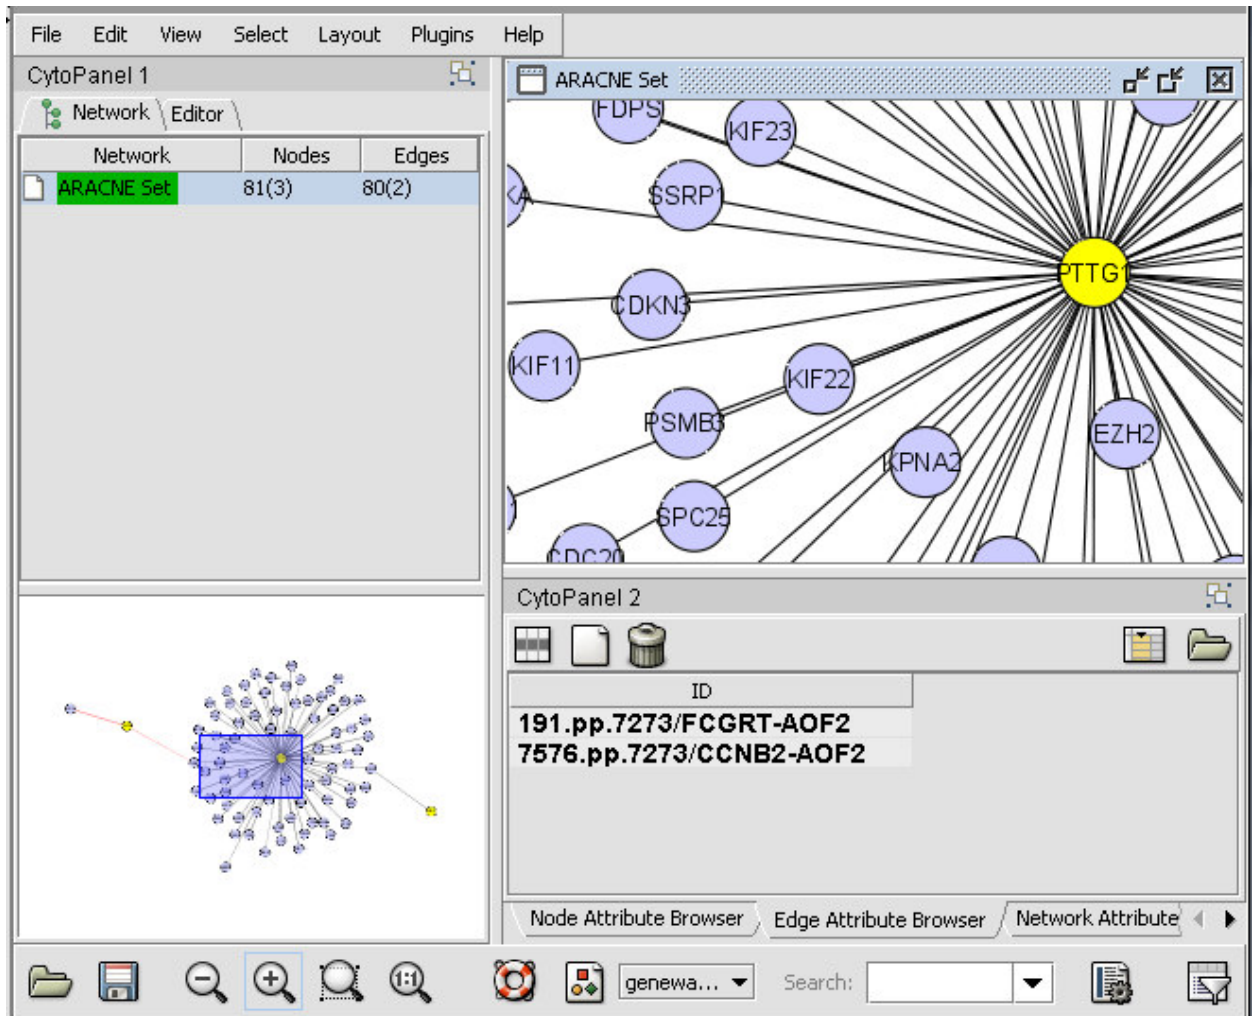 File Edit View Select Layout Plugins Help
CytoPanel 1
Network Editor
Network Nodes Edges
ARACNE Set 81(3) 80(2)
ARACNE Set
FDPS
KIF23
KA
SSRP1
PTTG1
CDKN3
KIF11
KIF22
PSMB3
EZH2
KPNA2
SPC25
CDC20
CytoPanel 2
ID
191.pp.7273/FCGRT-AOF2
7576.pp.7273/CCNB2-AOF2
Node Attribute Browser Edge Attribute Browser Network Attribute
1:1 genewa... Search: